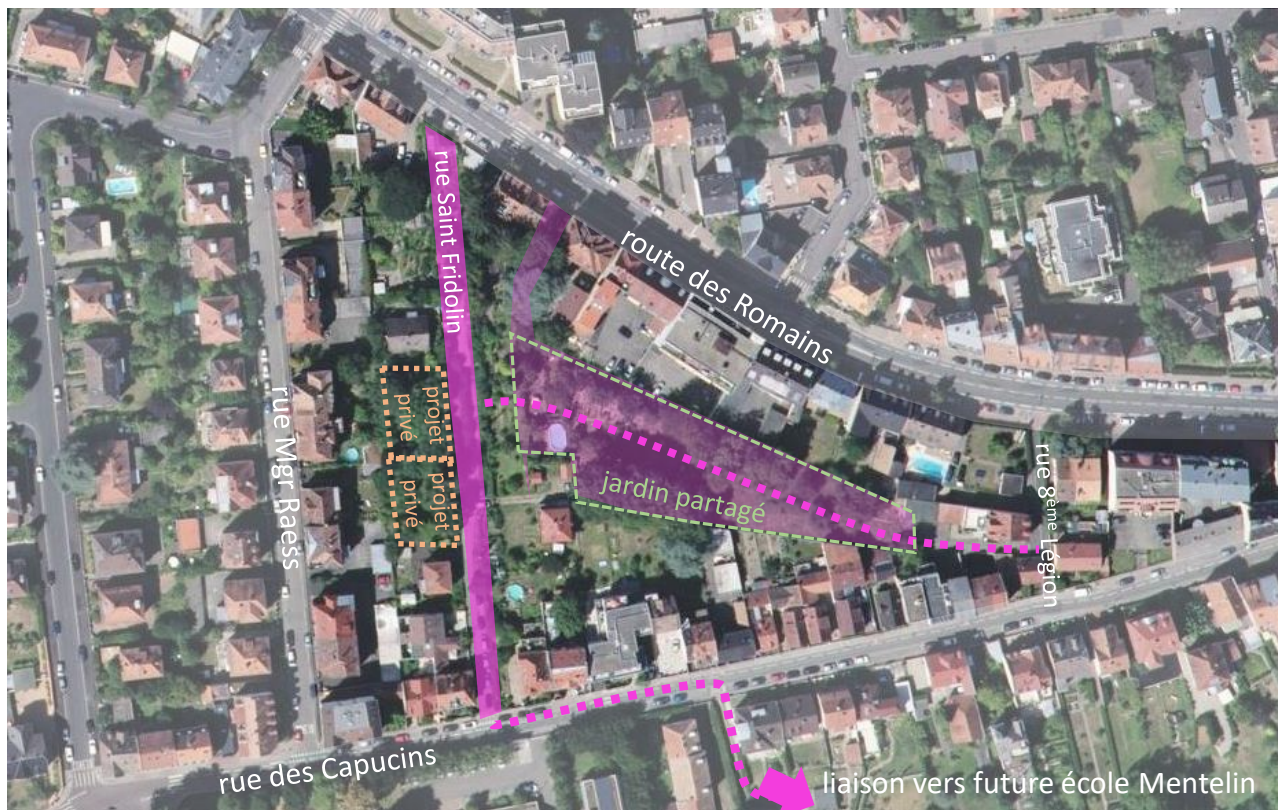 rue Saint Fridolin
route des Romains
projet
privé
projet
privé
rue Mgr Raess
jardin partagé
rue 8ème Légion
rue des Capucins
liaison vers future école Mentelin